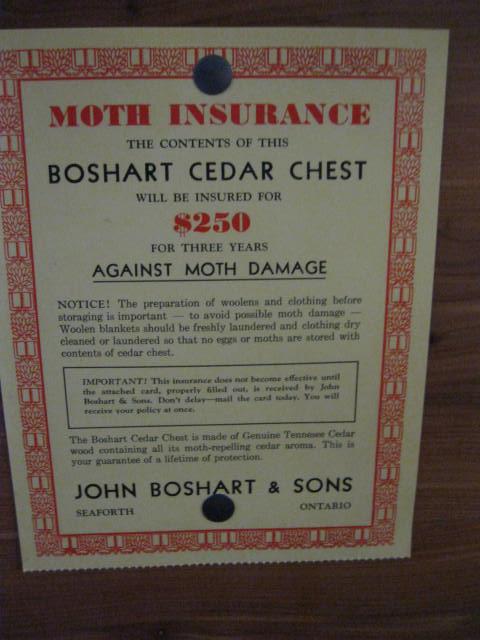 MOTH INSURANCE
THE CONTENTS OF THIS
BOSHART CEDAR CHEST
WILL BE INSURED FOR
$250
FOR THREE YEARS
AGAINST MOTH DAMAGE
NOTICE! The preparation of woolens and clothing before
storaging is important — to avoid possible moth damage —
Woolen blankets should be freshly laundered and clothing dry
cleaned or laundered so that no eggs or moths are stored with
contents of cedar chest.
IMPORTANT! This insurance does not become effective until
the attached card, properly filled out, is received by John
Boshart & Sons. Don't delay—mail the card today. You will
receive your policy at once.
The Boshart Cedar Chest is made of Genuine Tennesee Cedar
wood containing all its moth-repelling cedar aroma. This is
your guarantee of a lifetime of protection.
JOHN BOSHART & SONS
SEAFORTH ONTARIO